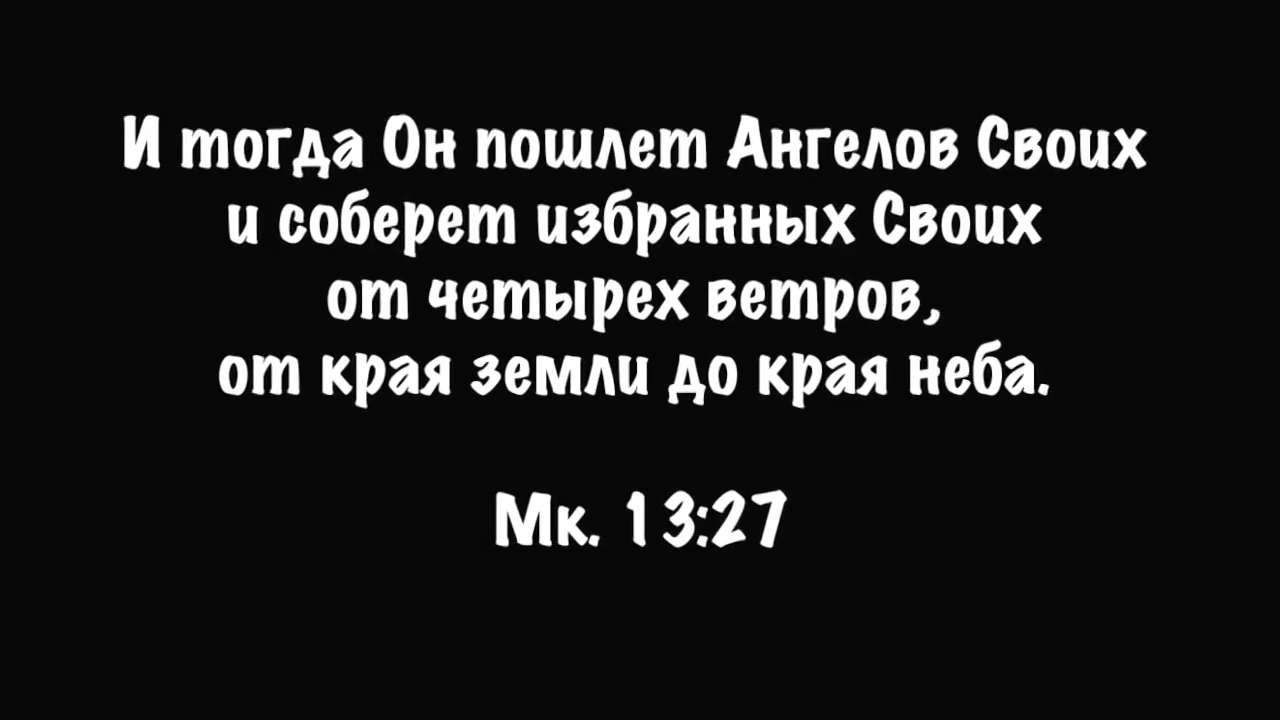 И тогда Он пошлет Ангелов Своих
и соберет избранных Своих
от четырех ветров,
от края земли до края неба.
Мк. 13:27